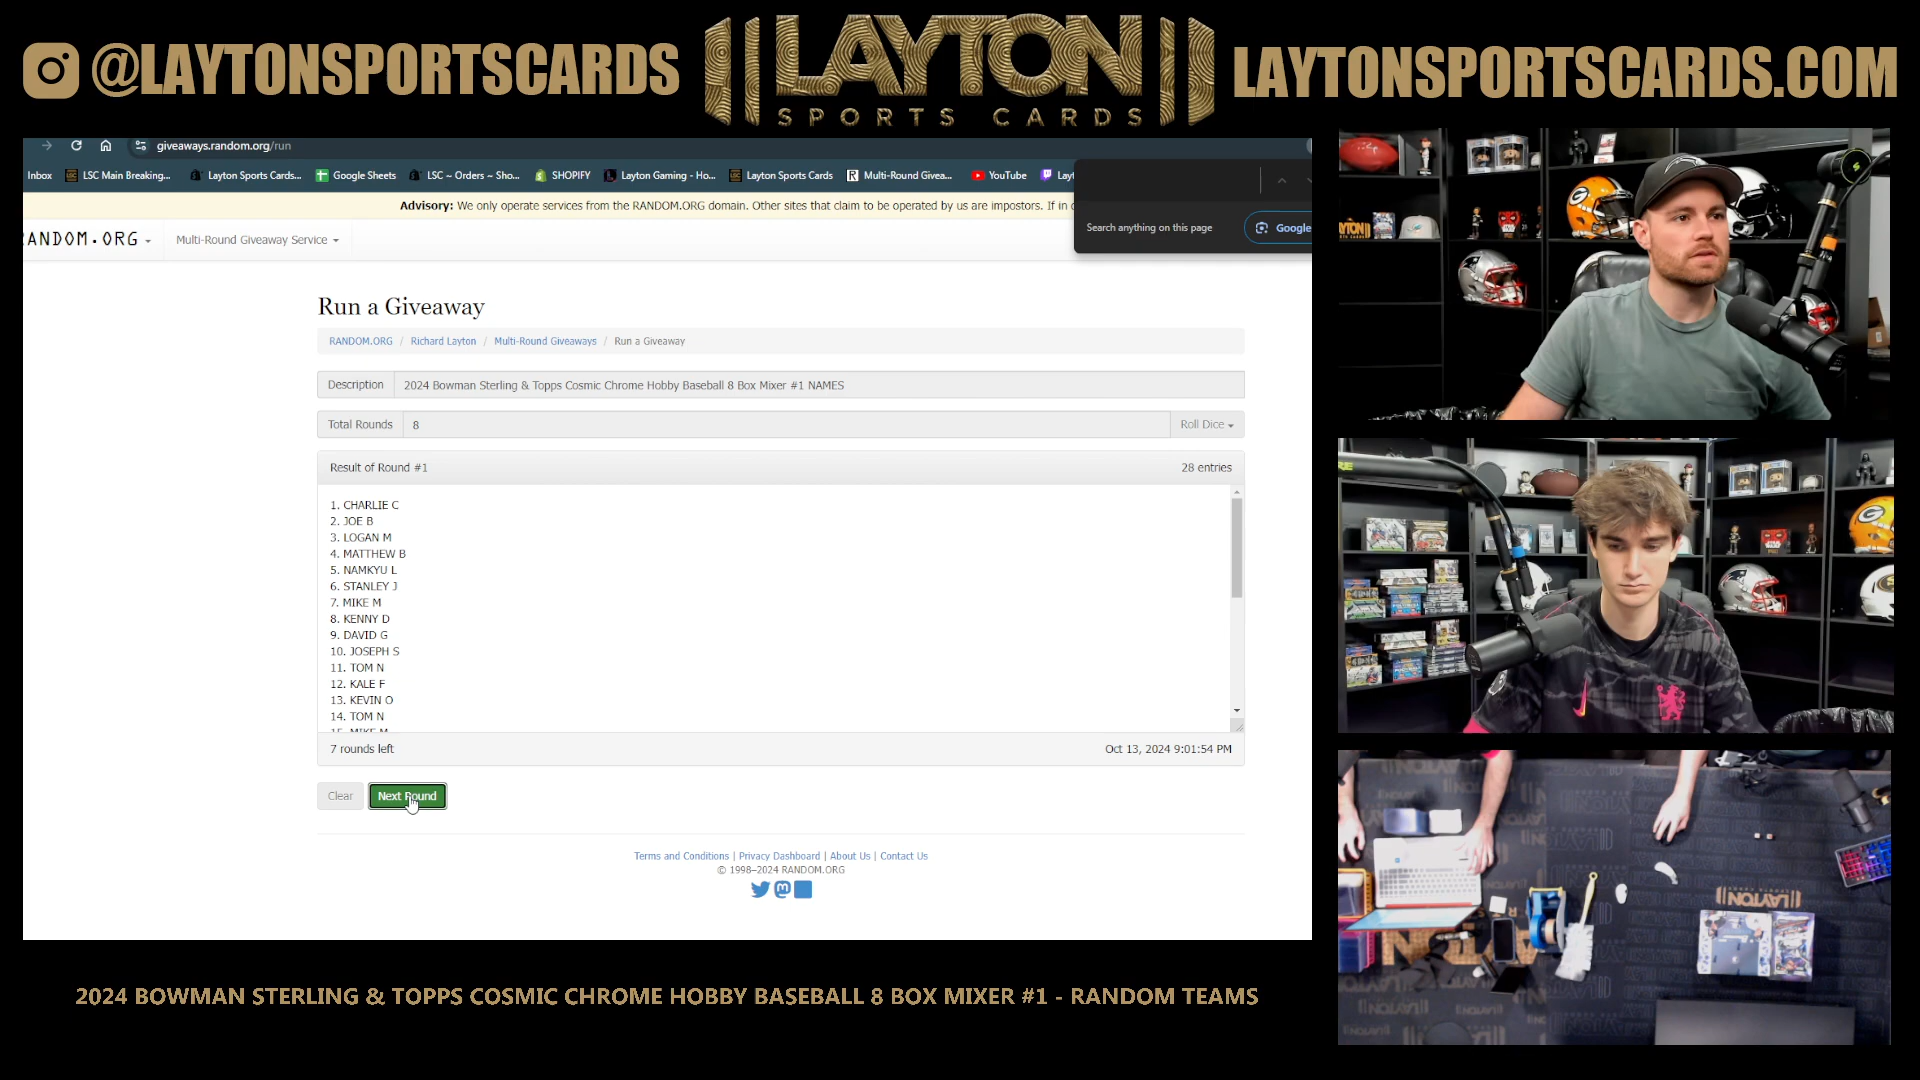 @LAYTONSPORTSCARDS
LAYTON
SPORTS CARDS
LAYTONSPORTSCARDS.COM
giveaways.random.org/run
Inbox
LSC Main Breaking...
Layton Sports Cards...
Google Sheets
LSC ~ Orders ~ Sho...
SHOPIFY
Layton Gaming - Ho...
Layton Sports Cards
Multi-Round Givea...
YouTube
Layt
Advisory: We only operate services from the RANDOM.ORG domain. Other sites that claim to be operated by us are impostors. If in
Search anything on this page
Google
RANDOM.ORG
Multi-Round Giveaway Service
Run a Giveaway
RANDOM.ORG / Richard Layton / Multi-Round Giveaways / Run a Giveaway
Description 2024 Bowman Sterling & Topps Cosmic Chrome Hobby Baseball 8 Box Mixer #1 NAMES
Total Rounds 8 Roll Dice
Result of Round #1 28 entries
1. CHARLIE C
2. JOE B
3. LOGAN M
4. MATTHEW B
5. NAMKYU L
6. STANLEY J
7. MIKE M
8. KENNY D
9. DAVID G
10. JOSEPH S
11. TOM N
12. KALE F
13. KEVIN O
14. TOM N
15. MIKE M
7 rounds left Oct 13, 2024 9:01:54 PM
Clear Next Round
Terms and Conditions | Privacy Dashboard | About Us | Contact Us
© 1998–2024 RANDOM.ORG
2024 BOWMAN STERLING & TOPPS COSMIC CHROME HOBBY BASEBALL 8 BOX MIXER #1 - RANDOM TEAMS
LAYTON